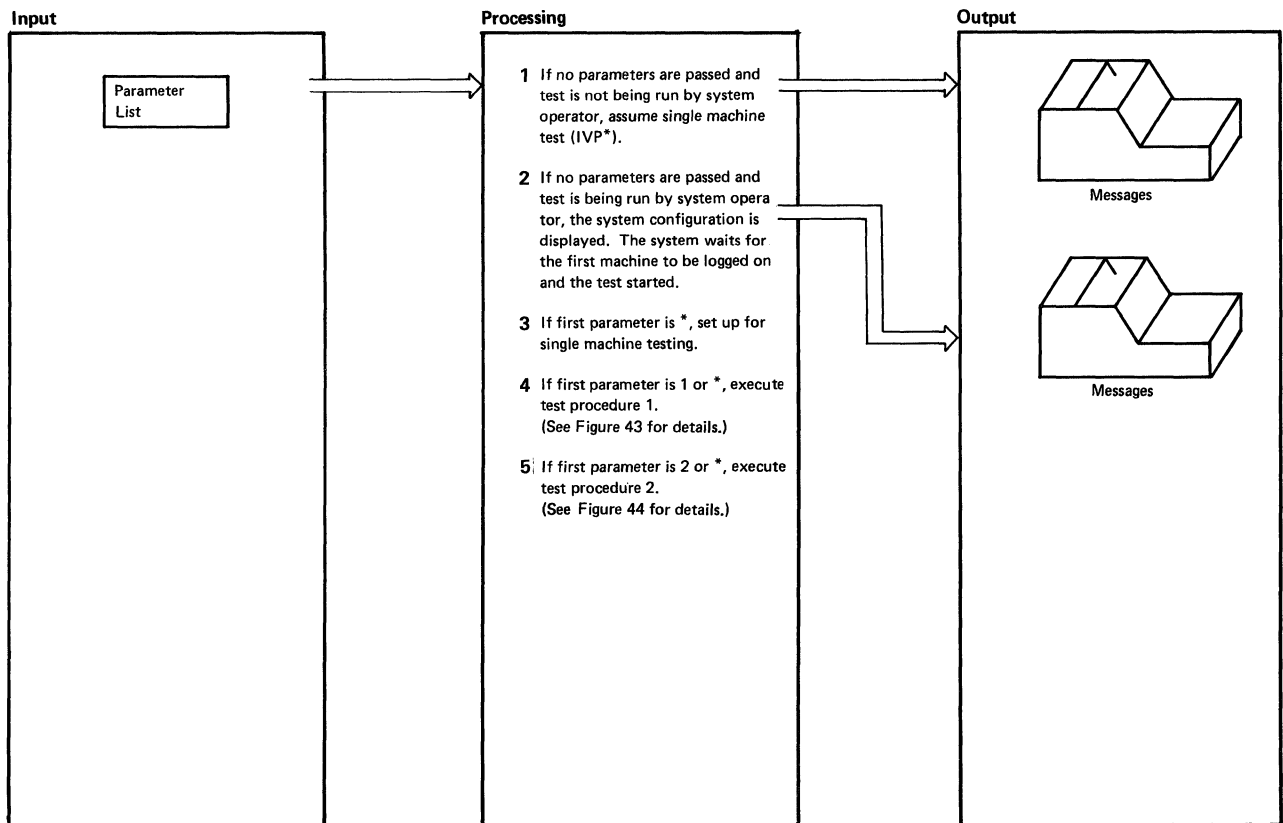 Input
Processing
Output
Parameter
List
1 If no parameters are passed and
test is not being run by system
operator, assume single machine
test (IVP*).
2 If no parameters are passed and
test is being run by system opera
tor, the system configuration is
displayed. The system waits for
the first machine to be logged on
and the test started.
3 If first parameter is *, set up for
single machine testing.
4 If first parameter is 1 or *, execute
test procedure 1.
(See Figure 43 for details.)
5 If first parameter is 2 or *, execute
test procedure 2.
(See Figure 44 for details.)
Messages
Messages